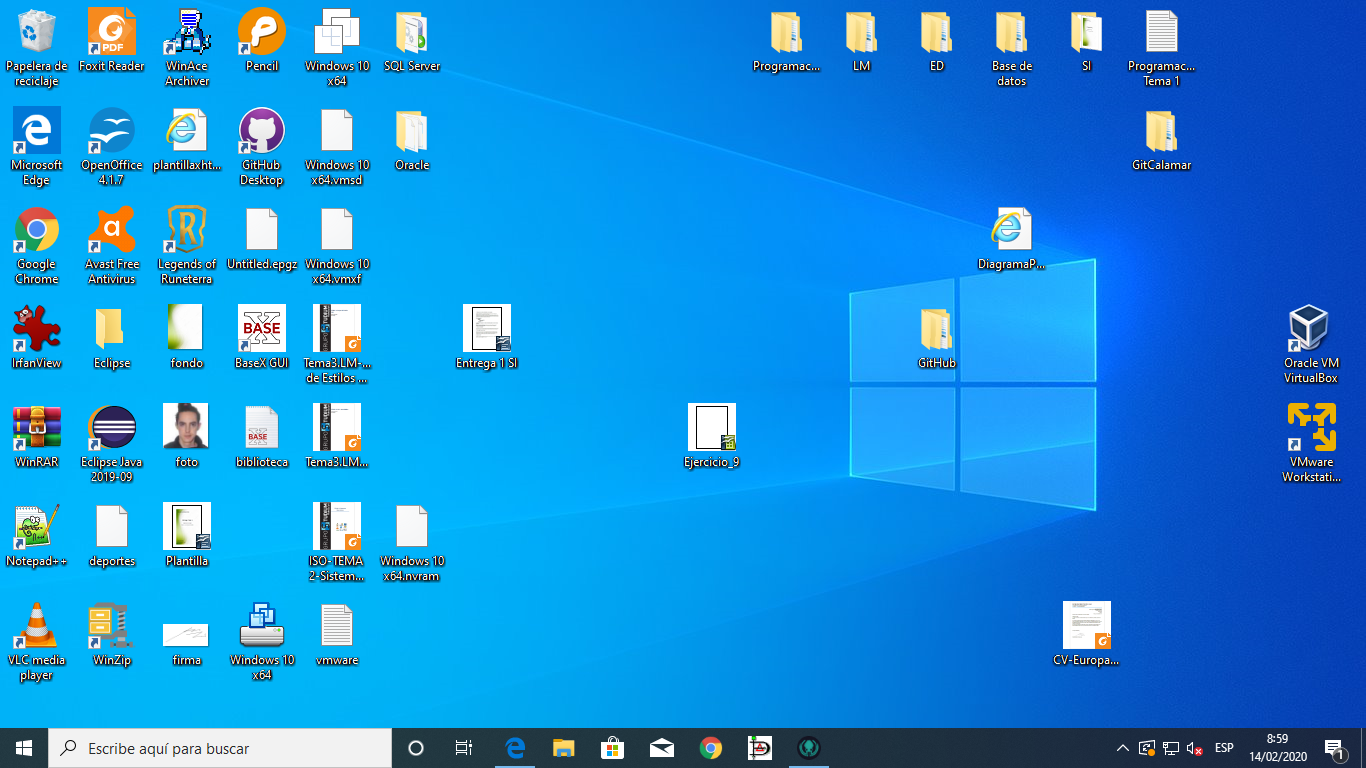 Papelera de
reciclaje
Foxit Reader
WinAce
Archiver
Pencil
Windows 10
x64
SQL Server
Programac...
LM
ED
Base de
datos
SI
Programac...
Tema 1
Microsoft
Edge
OpenOffice
4.1.7
plantillaxht...
GitHub
Desktop
Windows 10
x64.vmsd
Oracle
GitCalamar
Google
Chrome
Avast Free
Antivirus
Legends of
Runeterra
Untitled.epgz
Windows 10
x64.vmxf
DiagramaP...
IrfanView
Eclipse
fondo
BaseX GUI
Tema3.LM-...
de Estilos ...
Entrega 1 SI
GitHub
Oracle VM
VirtualBox
WinRAR
Eclipse Java
2019-09
foto
biblioteca
Tema3.LM...
Ejercicio_9
VMware
Workstati...
Notepad++
deportes
Plantilla
ISO-TEMA
2-Sistem...
Windows 10
x64.nvram
VLC media
player
WinZip
firma
Windows 10
x64
vmware
CV-Europa...
PDF
BASE
BASE
Escribe aquí para buscar
ESP
8:59
14/02/2020
1